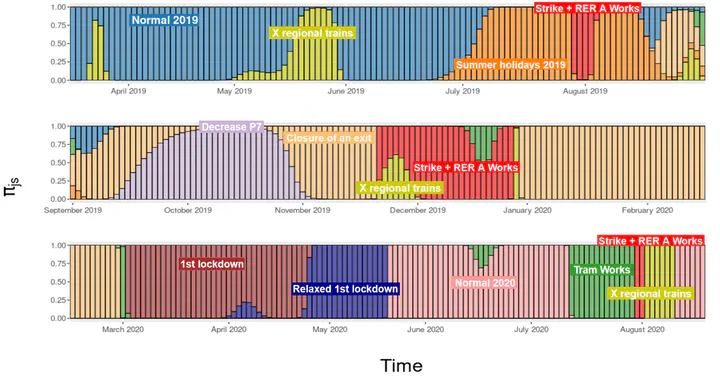 Strike + RER A Works
1.00
Normal 2019
X regional trains
0.75
0.50
Summer holidays 2019
0.25
0.00
April 2019 May 2019 June 2019 July 2019 August 2019
Decrease P7
1.00
Closure of an exit
0.75
0.50
Strike + RER A Works
0.25
X regional trains
0.00
September 2019 October 2019 November 2019 December 2019 January 2020 February 2020
πjs
Strike + RER A Works
1.00
1st lockdown
0.75
Tram Works
0.50
Normal 2020
Relaxed 1st lockdown
X regional trains
0.25
0.00
March 2020 April 2020 May 2020 June 2020 July 2020 August 2020
Time